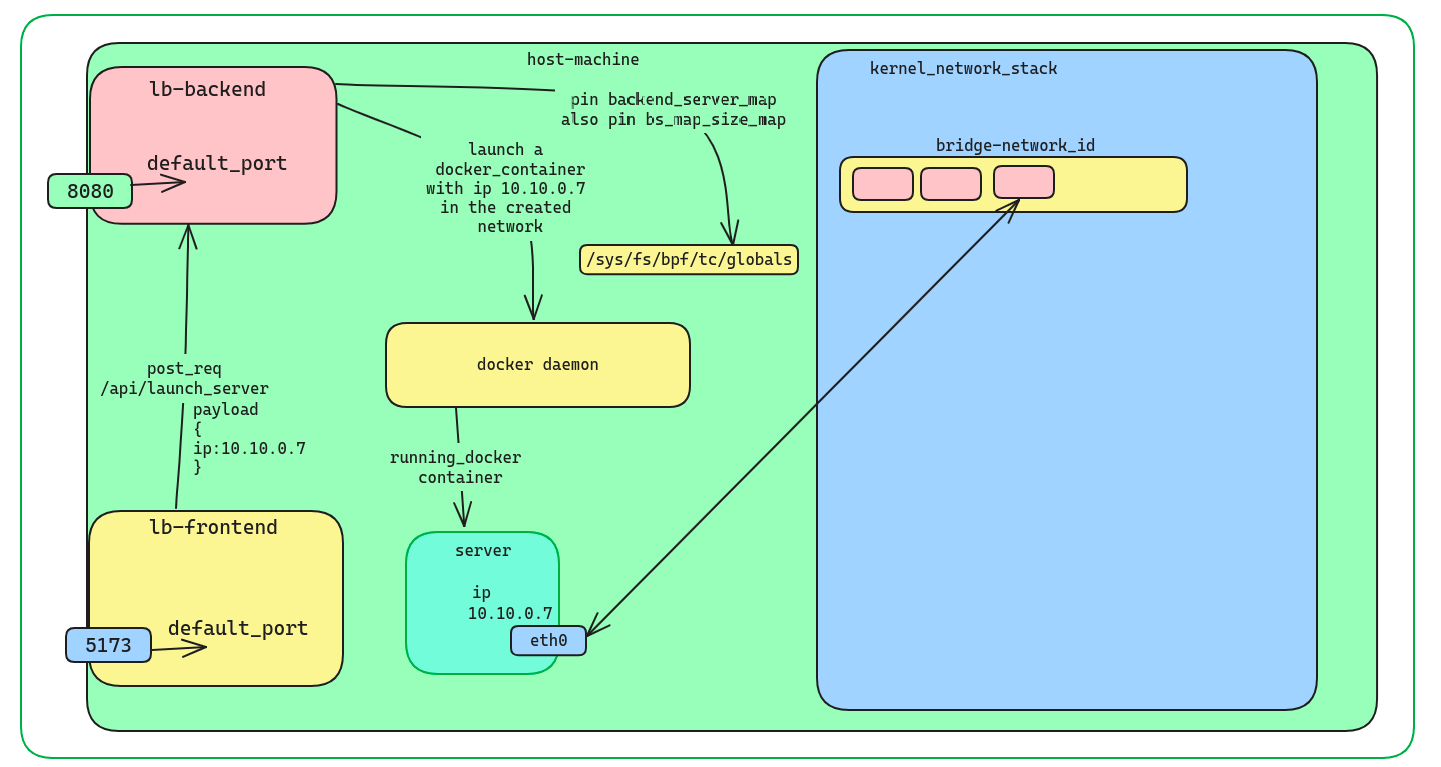 host-machine
kernel_network_stack
lb-backend
default_port
8080
pin backend_server_map
also pin bs_map_size_map
launch a
docker_container
with ip 10.10.0.7
in the created
network
bridge-network_id
/sys/fs/bpf/tc/globals
docker daemon
post_req
/api/launch_server
payload
{
ip:10.10.0.7
}
running_docker
container
lb-frontend
default_port
5173
server
ip
10.10.0.7
eth0